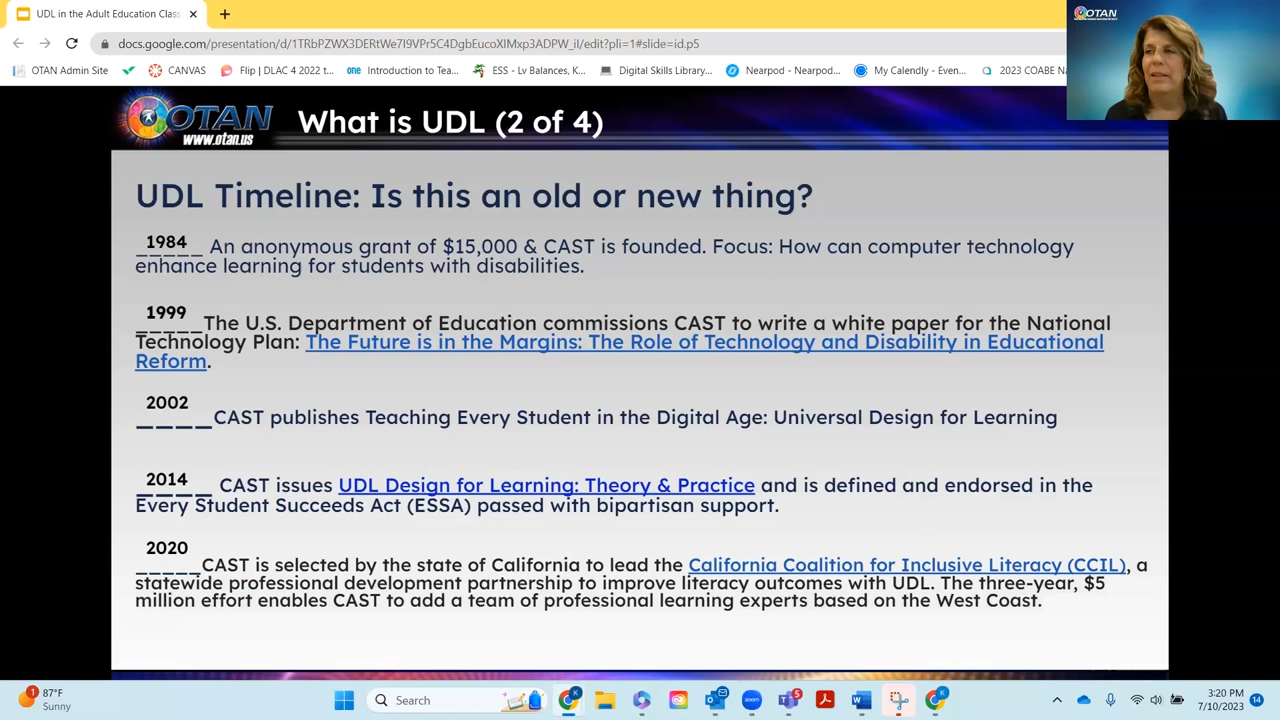 UDL in the Adult Education Class
docs.google.com/presentation/d/1TRbPZWX3DERtWe7I9VPr5C4DgbEucoXIMxp3ADPW_iI/edit?pli=1#slide=id.p5
OTAN Admin Site
CANVAS
Flip | DLAC 4 2022 t...
one Introduction to Tea...
ESS - Lv Balances, K...
Digital Skills Library...
Nearpod - Nearpod...
My Calendly - Even...
2023 COABE Na
OTAN
OTAN
www.otan.us
What is UDL (2 of 4)
UDL Timeline: Is this an old or new thing?
1984
_____ An anonymous grant of $15,000 & CAST is founded. Focus: How can computer technology
enhance learning for students with disabilities.
1999
_____The U.S. Department of Education commissions CAST to write a white paper for the National
Technology Plan: The Future is in the Margins: The Role of Technology and Disability in Educational
Reform.
2002
____CAST publishes Teaching Every Student in the Digital Age: Universal Design for Learning
2014
____ CAST issues UDL Design for Learning: Theory & Practice and is defined and endorsed in the
Every Student Succeeds Act (ESSA) passed with bipartisan support.
2020
_____CAST is selected by the state of California to lead the California Coalition for Inclusive Literacy (CCIL), a
statewide professional development partnership to improve literacy outcomes with UDL. The three-year, $5
million effort enables CAST to add a team of professional learning experts based on the West Coast.
1
87°F
Sunny
Search
5
3:20 PM
7/10/2023
14